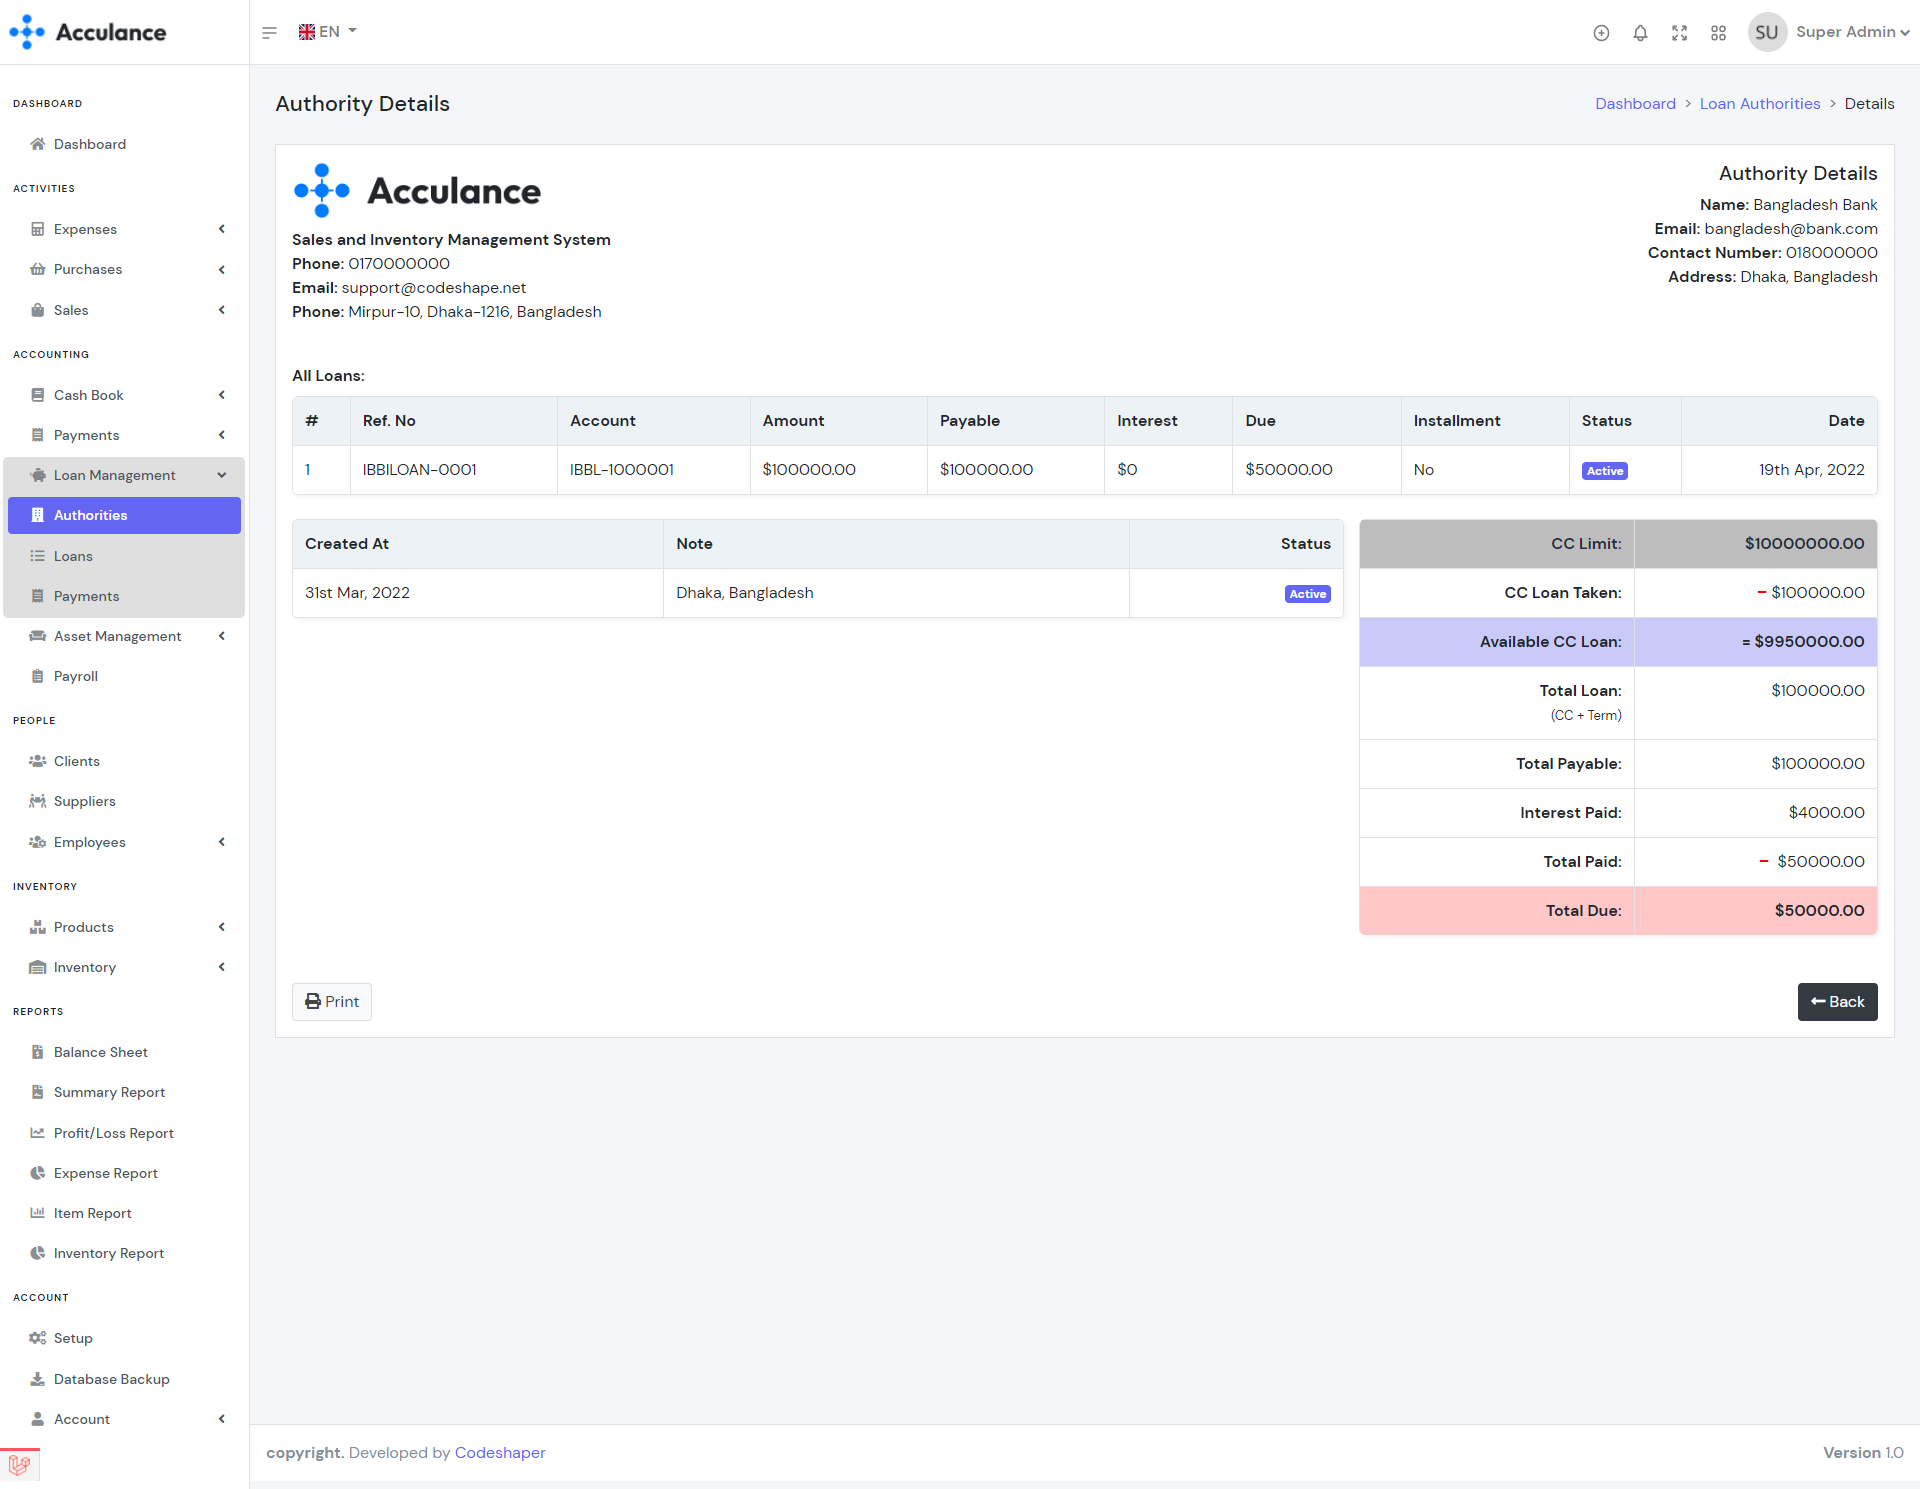 Acculance
EN
SU Super Admin
DASHBOARD
Dashboard
ACTIVITIES
Expenses
Purchases
Sales
ACCOUNTING
Cash Book
Payments
Loan Management
Authorities
Loans
Payments
Asset Management
Payroll
PEOPLE
Clients
Suppliers
Employees
INVENTORY
Products
Inventory
REPORTS
Balance Sheet
Summary Report
Profit/Loss Report
Expense Report
Item Report
Inventory Report
ACCOUNT
Setup
Database Backup
Account
Authority Details
Dashboard > Loan Authorities > Details
Acculance
Sales and Inventory Management System
Phone: 0170000000
Email: support@codeshape.net
Phone: Mirpur-10, Dhaka-1216, Bangladesh
Authority Details
Name: Bangladesh Bank
Email: bangladesh@bank.com
Contact Number: 018000000
Address: Dhaka, Bangladesh
All Loans:
# Ref. No Account Amount Payable Interest Due Installment Status Date
1 IBBILOAN-0001 IBBL-1000001 $100000.00 $100000.00 $0 $50000.00 No Active 19th Apr, 2022
Created At Note Status
31st Mar, 2022 Dhaka, Bangladesh Active
CC Limit: $10000000.00
CC Loan Taken: - $100000.00
Available CC Loan: = $9950000.00
Total Loan: $100000.00
(CC + Term)
Total Payable: $100000.00
Interest Paid: $4000.00
Total Paid: - $50000.00
Total Due: $50000.00
Print
Back
copyright. Developed by Codeshaper
Version 1.0